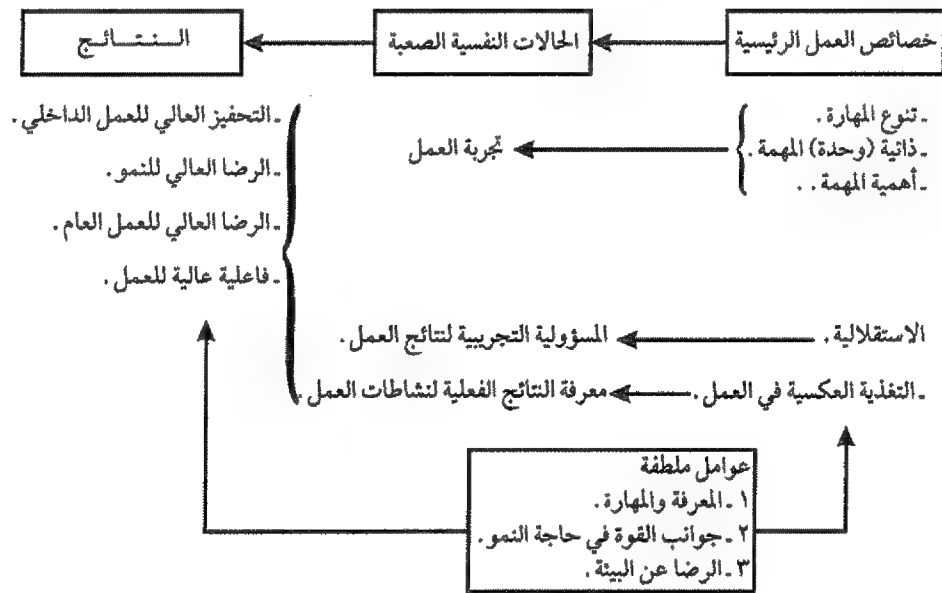 خصائص العمل الرئيسية
الحالات النفسية الصعبة
الـنـتـائـج
ـ تنوع المهارة.
ـ ذاتية (وحدة) المهمة.
ـ أهمية المهمة. .
تجربة العمل
ـ التحفيز العالي للعمل الداخلي.
ـ الرضا العالي للنمو.
ـ الرضا العالي للعمل العام.
ـ فاعلية عالية للعمل.
الاستقلالية.
المسؤولية التجريبية لنتائج العمل.
ـ التغذية العكسية في العمل.
معرفة النتائج الفعلية لنشاطات العمل.
عوامل ملطفة
١ ـ المعرفة والمهارة.
٢ ـ جوانب القوة في حاجة النمو.
٣ ـ الرضا عن البيئة.